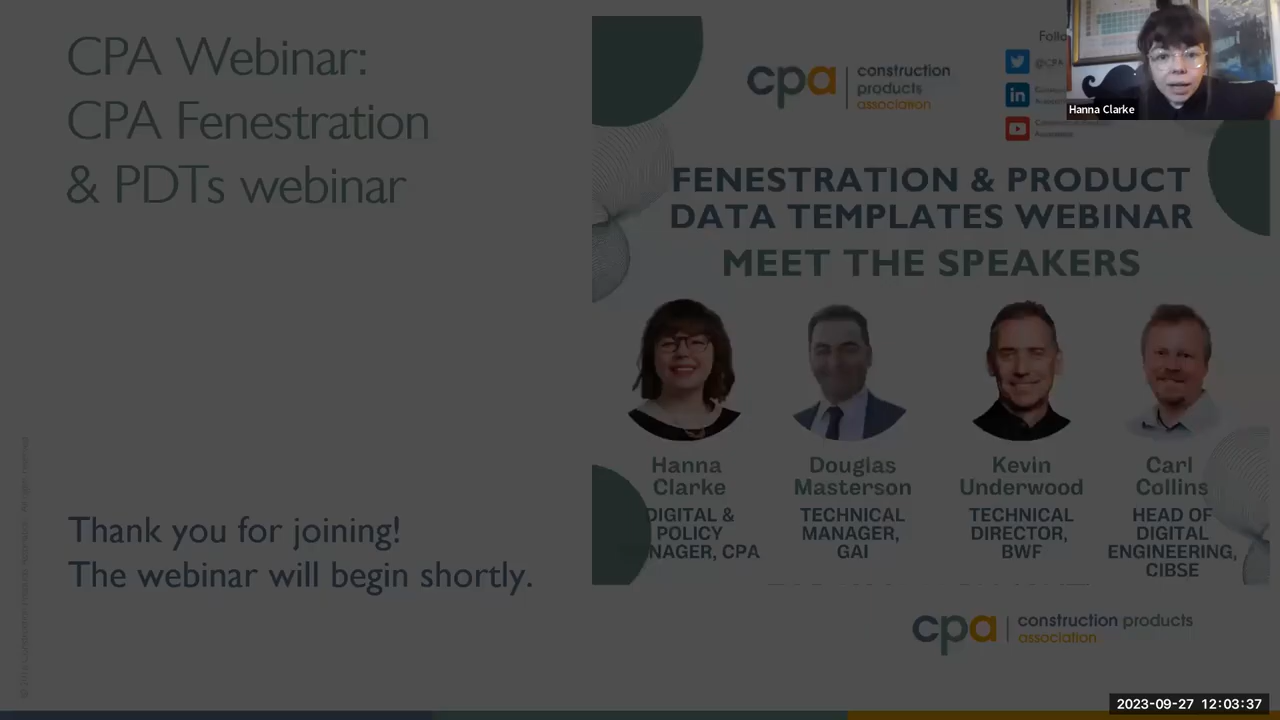 CPA Webinar:
CPA Fenestration
& PDTs webinar
Thank you for joining!
The webinar will begin shortly.
cpa
construction
products
association
Follo
@CPA
Hanna Clarke
FENESTRATION & PRODUCT
DATA TEMPLATES WEBINAR
MEET THE SPEAKERS
Hanna
Clarke
DIGITAL &
POLICY
NAGER, CPA
Douglas
Masterson
TECHNICAL
MANAGER,
GAI
Kevin
Underwood
TECHNICAL
DIRECTOR,
BWF
Carl
Collins
HEAD OF
DIGITAL
ENGINEERING,
CIBSE
cpa
construction products
association
2023-09-27 12:03:37